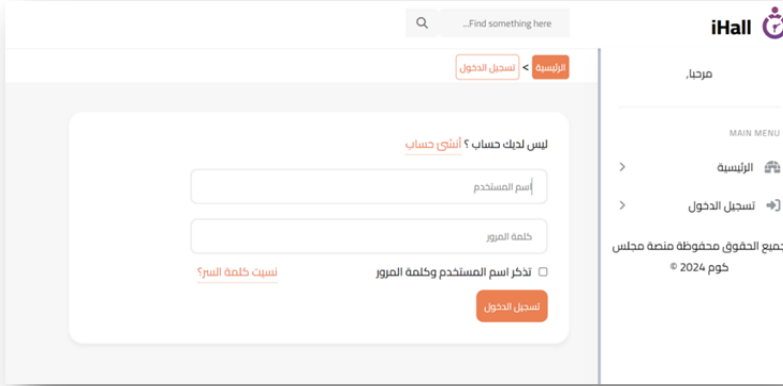 iHall
Find something here...
مرحبا,
MAIN MENU
الرئيسية
تسجيل الدخول
جميع الحقوق محفوظة منصة مجلس
كوم 2024 ©
الرئيسية > تسجيل الدخول
ليس لديك حساب ؟ أنشئ حساب
اسم المستخدم
كلمة المرور
تذكر اسم المستخدم وكلمة المرور
نسيت كلمة السر؟
تسجيل الدخول